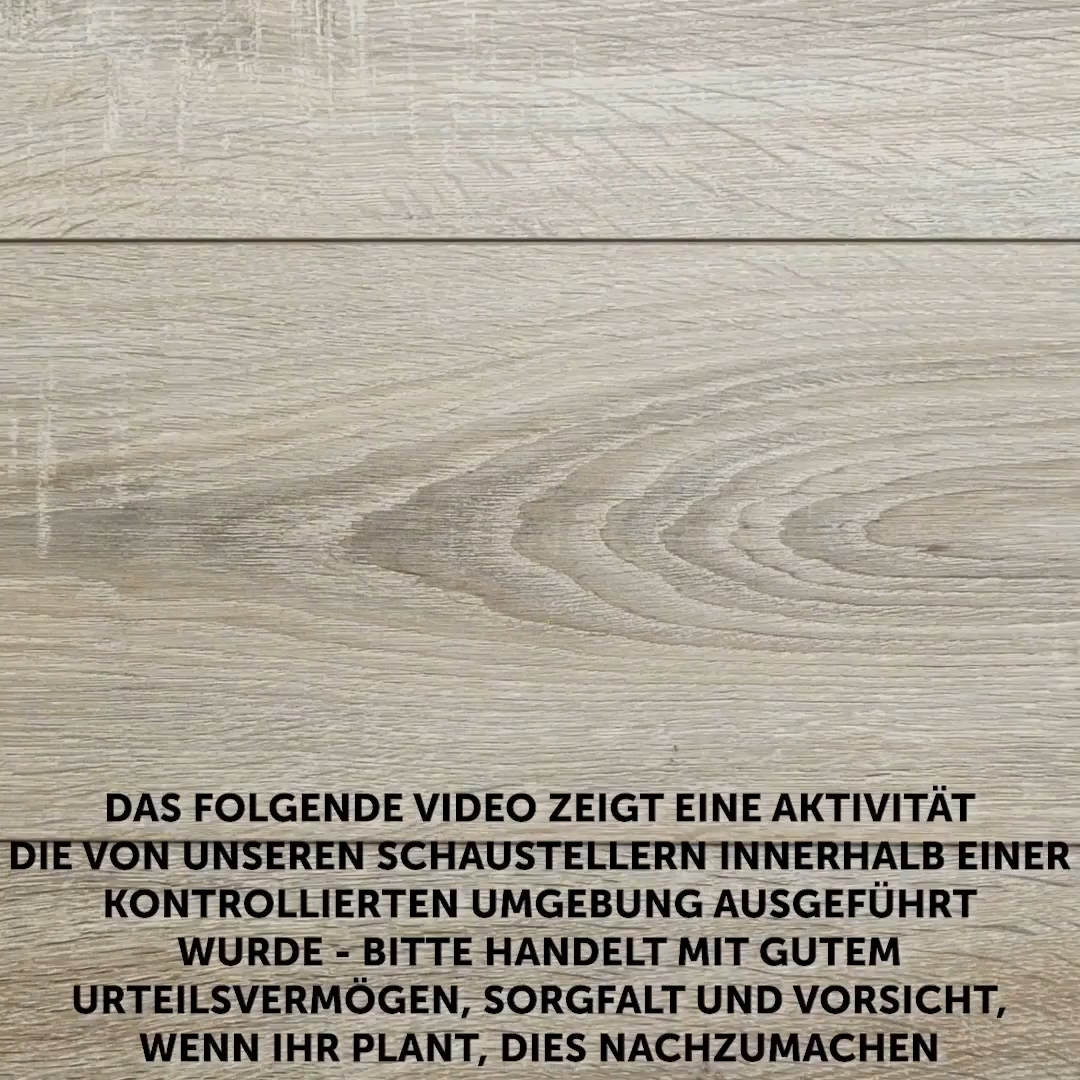 DAS FOLGENDE VIDEO ZEIGT EINE AKTIVITÄT
DIE VON UNSEREN SCHAUSTELLERN INNERHALB EINER
KONTROLLIERTEN UMGEBUNG AUSGEFÜHRT
WURDE - BITTE HANDELT MIT GUTEM
URTEILSVERMÖGEN, SORGFALT UND VORSICHT,
WENN IHR PLANT, DIES NACHZUMACHEN